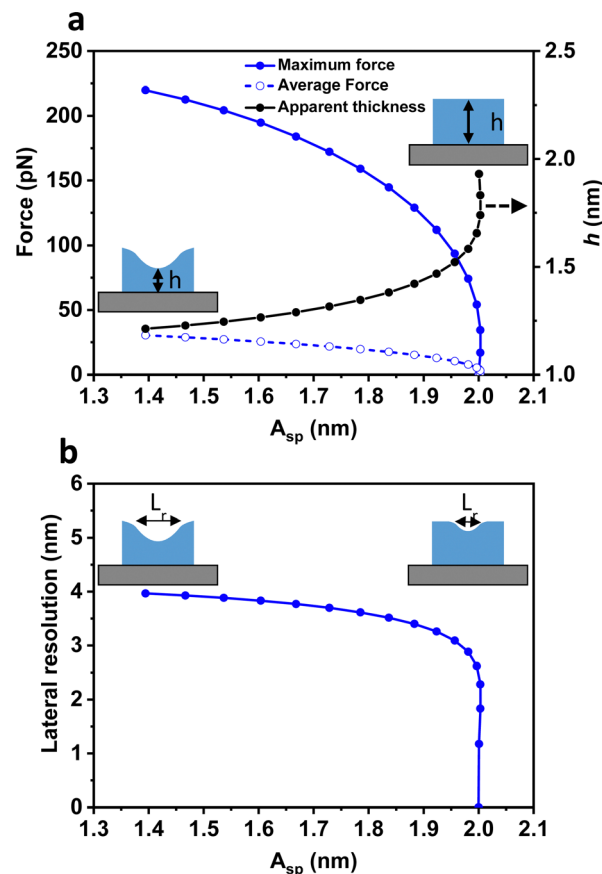 a
Maximum force
Average Force
Apparent thickness
Force (pN)
250
200
150
100
50
0
2.5
2.0
1.5
1.0
h (nm)
h
h
1.3 1.4 1.5 1.6 1.7 1.8 1.9 2.0 2.1
Asp (nm)
b
Lateral resolution (nm)
6
5
4
3
2
1
0
Lr
Lr
1.3 1.4 1.5 1.6 1.7 1.8 1.9 2.0 2.1
Asp (nm)